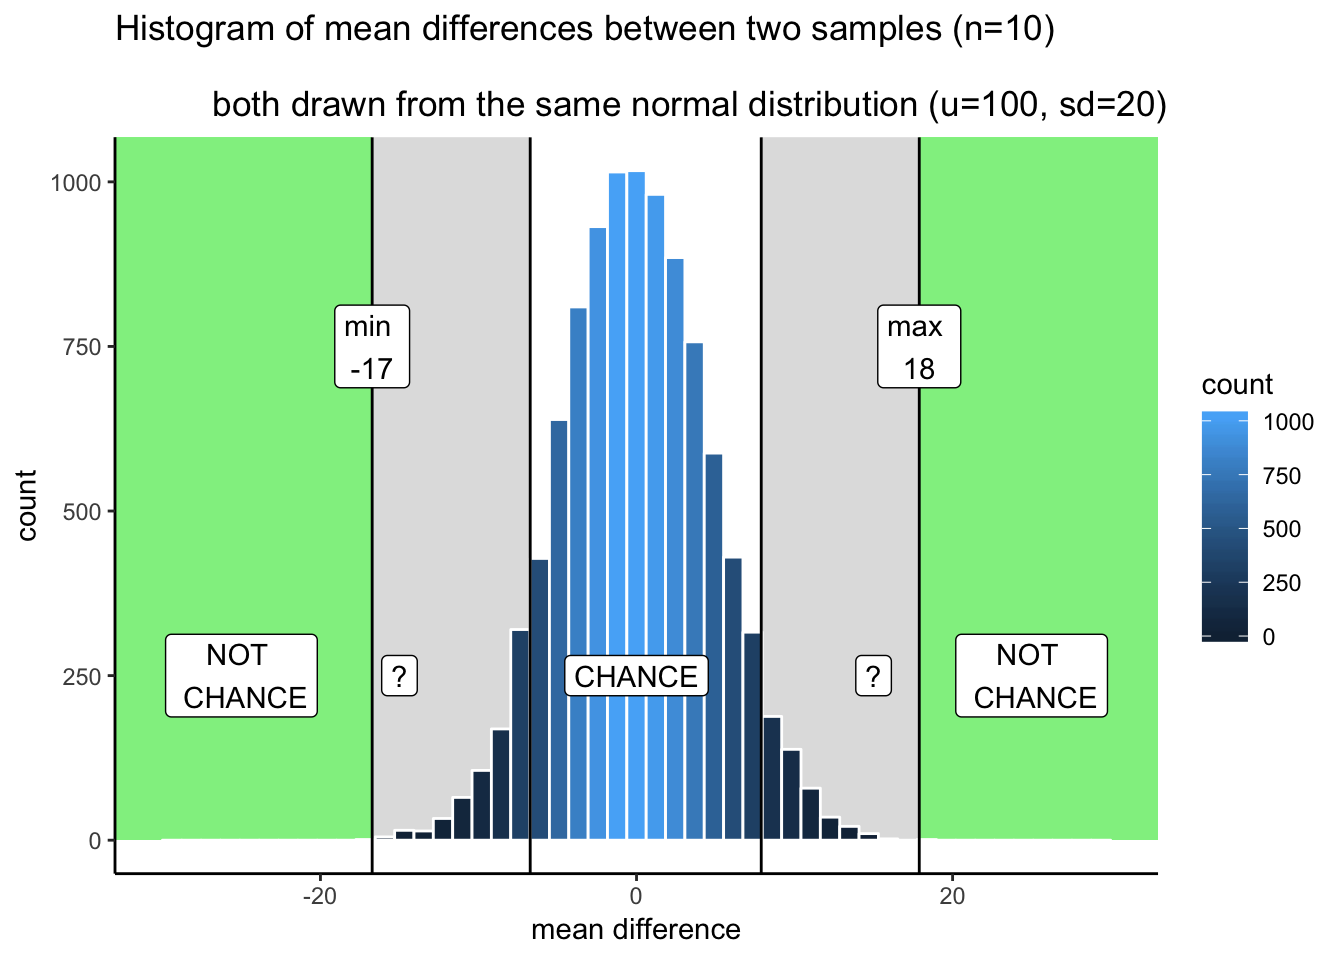 Histogram of mean differences between two samples (n=10)
both drawn from the same normal distribution (u=100, sd=20)
1000
750
500
250
0
count
min
-17
max
18
NOT
CHANCE
?
CHANCE
?
NOT
CHANCE
-20
0
20
mean difference
count
1000
750
500
250
0